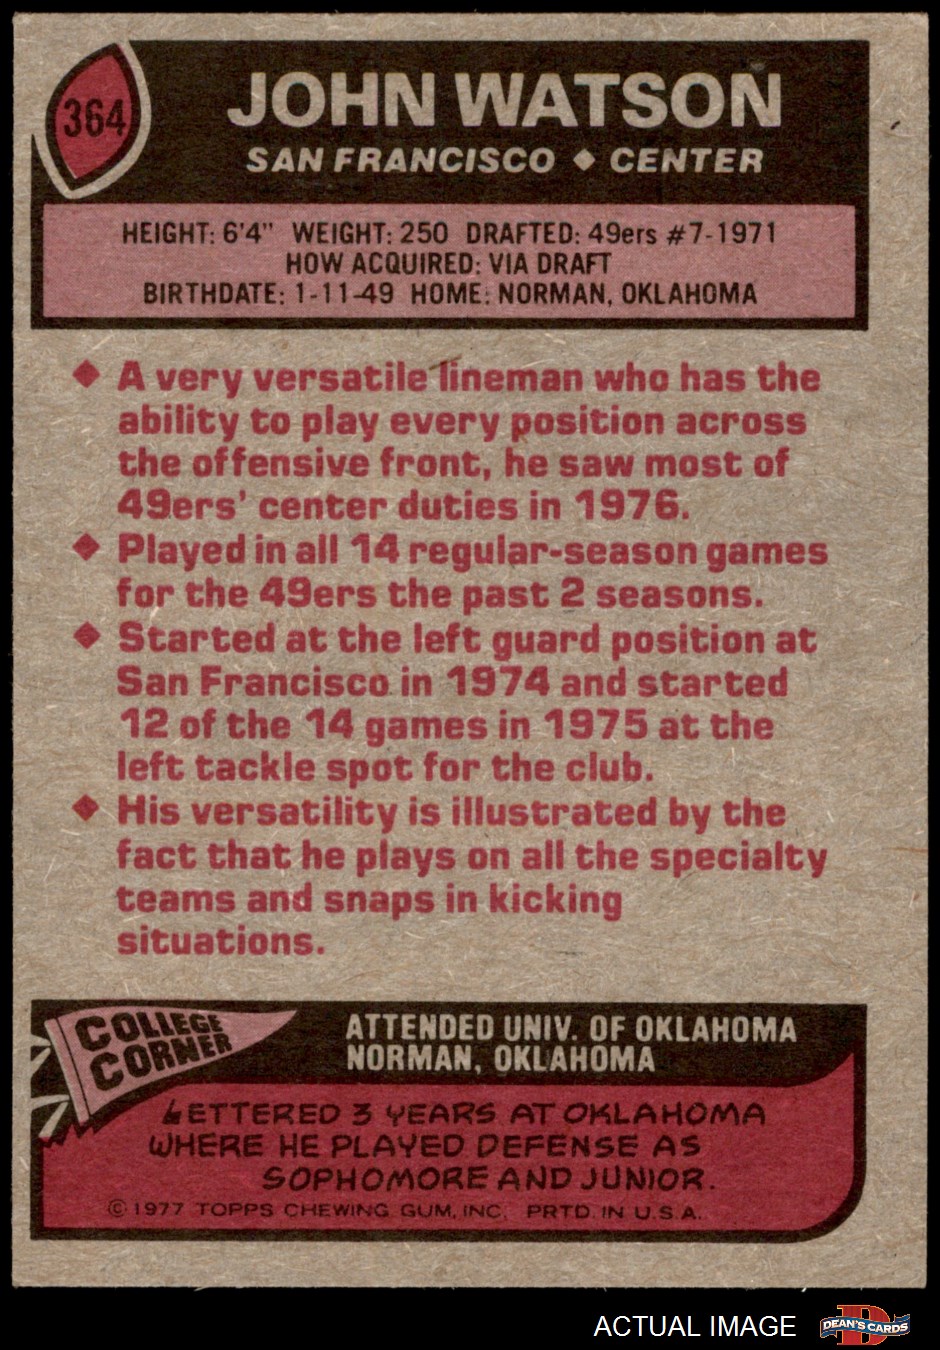 364
JOHN WATSON
SAN FRANCISCO ◆ CENTER
HEIGHT: 6'4" WEIGHT: 250 DRAFTED: 49ers #7-1971
HOW ACQUIRED: VIA DRAFT
BIRTHDATE: 1-11-49 HOME: NORMAN, OKLAHOMA
◆ A very versatile lineman who has the
ability to play every position across
the offensive front, he saw most of
49ers' center duties in 1976.
◆ Played in all 14 regular-season games
for the 49ers the past 2 seasons.
◆ Started at the left guard position at
San Francisco in 1974 and started
12 of the 14 games in 1975 at the
left tackle spot for the club.
◆ His versatility is illustrated by the
fact that he plays on all the specialty
teams and snaps in kicking
situations.
COLLEGE
CORNER
ATTENDED UNIV. OF OKLAHOMA
NORMAN, OKLAHOMA
LETTERED 3 YEARS AT OKLAHOMA
WHERE HE PLAYED DEFENSE AS
SOPHOMORE AND JUNIOR.
© 1977 TOPPS CHEWING GUM, INC. PRTD. IN U.S.A.
ACTUAL IMAGE
D
DEAN'S CARDS